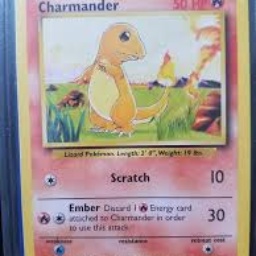 Charmander 50 HP
Lizard Pokémon. Length: 2' 0", Weight: 19 lbs.
Scratch 10
Ember Discard 1 Energy card
attached to Charmander in order
to use this attack. 30
weakness resistance retreat cost